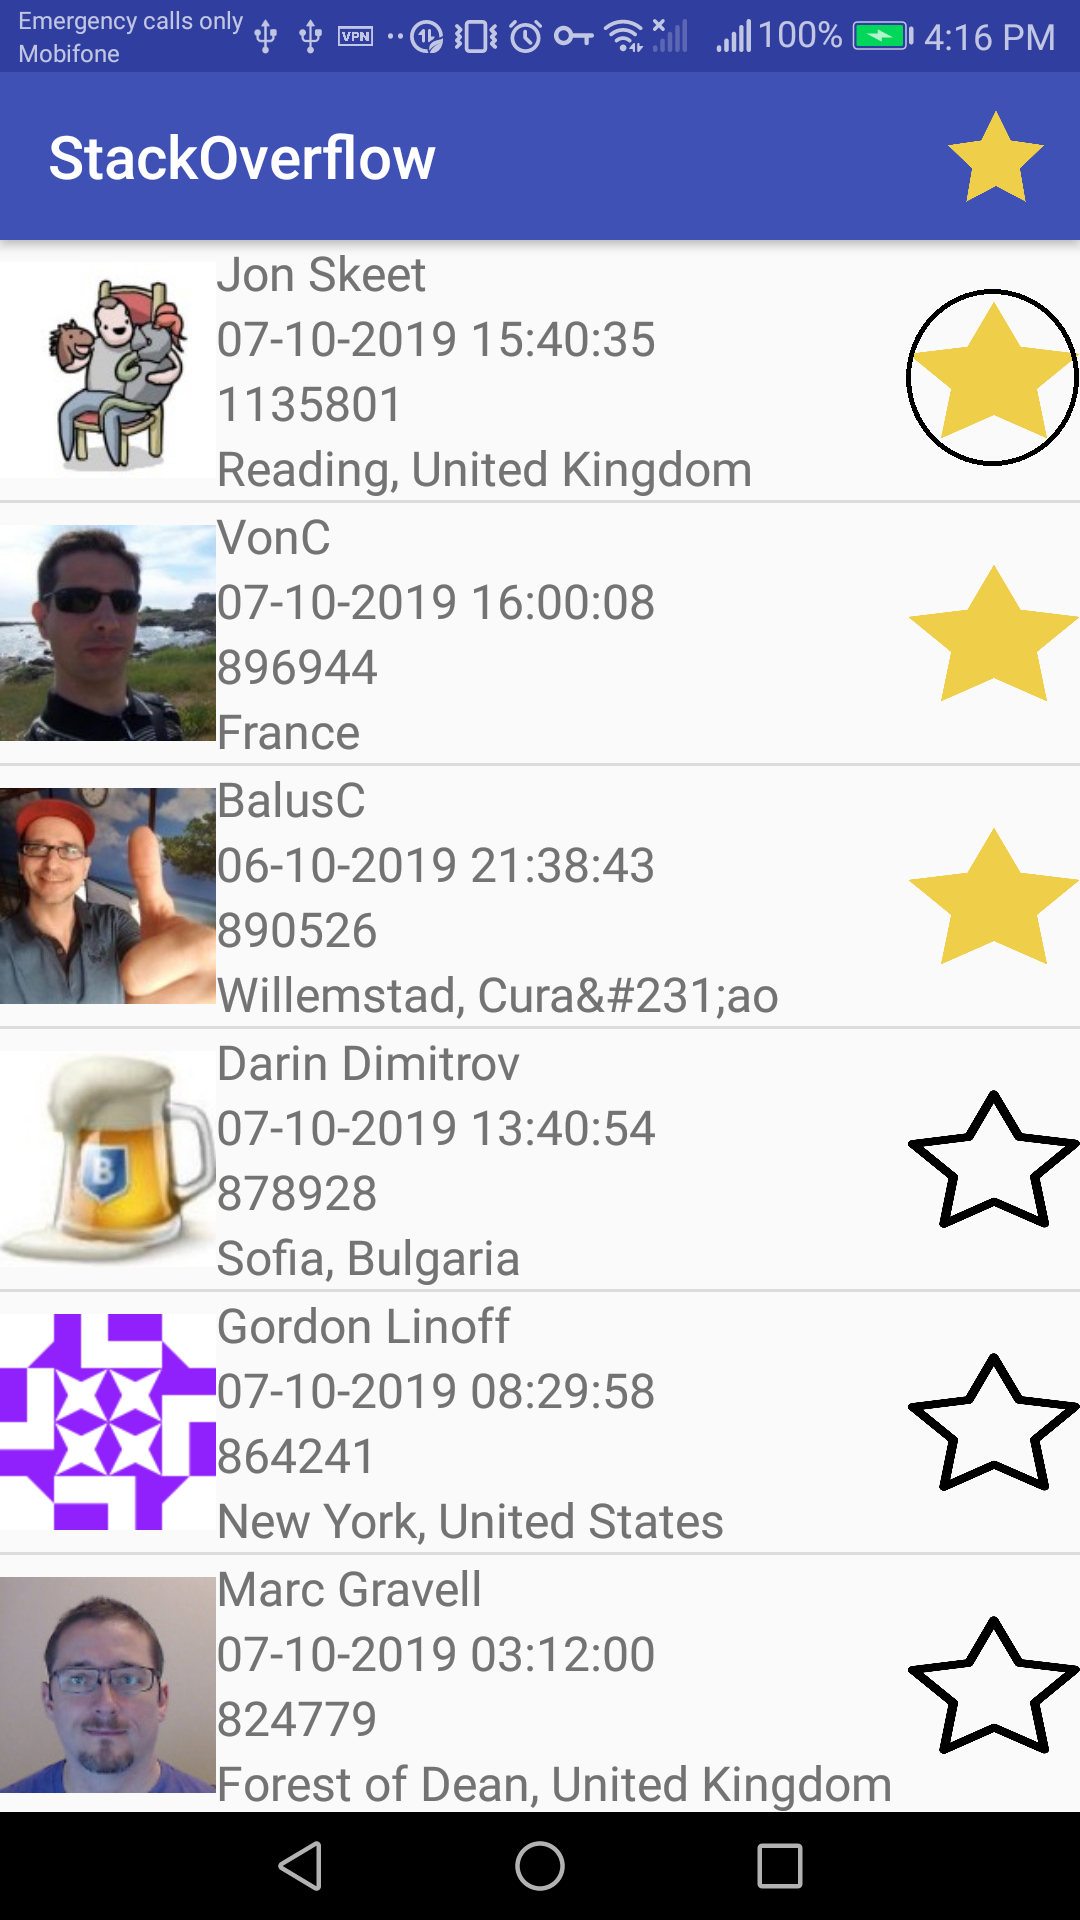 Emergency calls only
Mobifone
VPN
100%
4:16 PM
StackOverflow
Jon Skeet
07-10-2019 15:40:35
1135801
Reading, United Kingdom
VonC
07-10-2019 16:00:08
896944
France
BalusC
06-10-2019 21:38:43
890526
Willemstad, Cura&#231;ao
Darin Dimitrov
07-10-2019 13:40:54
878928
Sofia, Bulgaria
B
Gordon Linoff
07-10-2019 08:29:58
864241
New York, United States
Marc Gravell
07-10-2019 03:12:00
824779
Forest of Dean, United Kingdom